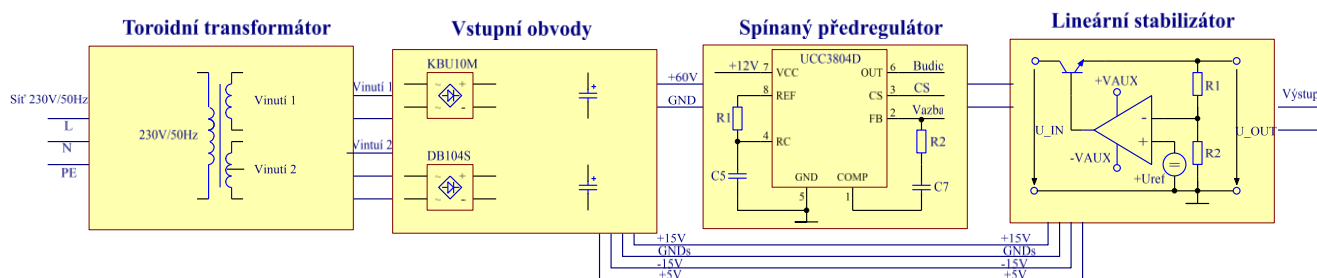 Toroidní transformátor
Vstupní obvody
Spínaný předregulátor
Lineární stabilizátor
Síť 230V/50Hz
L
N
PE
230V/50Hz
Vinutí 1
Vinutí 2
Vinutí 1
Vintuí 2
KBU10M
~ +
~ -
DB104S
~ +
~ -
+
+
+60V
GND
UCC3804D
+12V
7 VCC
8 REF
4 RC
OUT 6
CS 3
FB 2
Budic
CS
Vazba
R1
C5
R2
C7
GND
5
COMP
1
+VAUX
-VAUX
U_IN
-
+
=
+Uref
R1
R2
U_OUT
Výstup
+15V
GNDs
-15V
+5V
+15V
GNDs
-15V
+5V